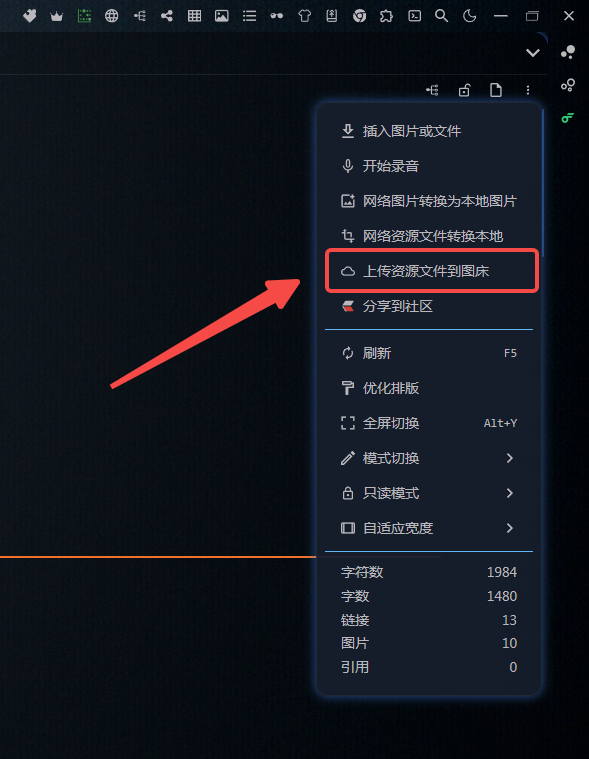 插入图片或文件
开始录音
网络图片转换为本地图片
网络资源文件转换本地
上传资源文件到图床
分享到社区
刷新 F5
优化排版
全屏切换 Alt+Y
模式切换
只读模式
自适应宽度
字符数 1984
字数 1480
链接 13
图片 10
引用 0